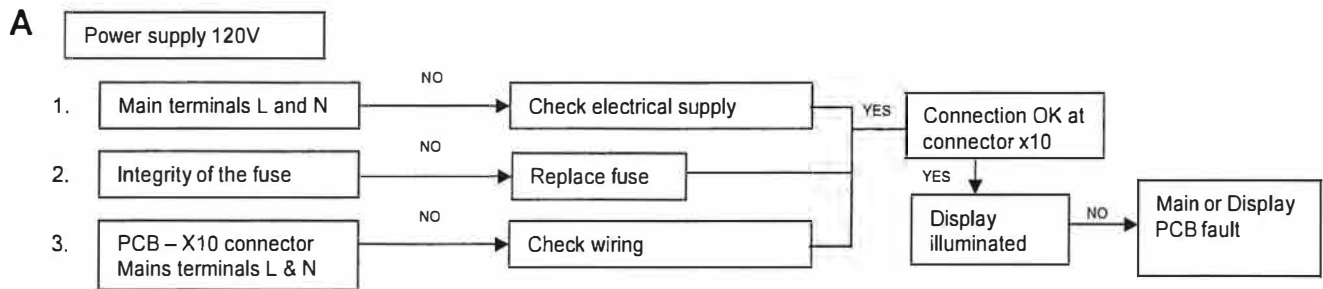 A
Power supply 120V
1.
Main terminals L and N
NO
Check electrical supply
YES
Connection OK at
connector x10
2.
Integrity of the fuse
NO
Replace fuse
YES
Display
illuminated
NO
Main or Display
PCB fault
3.
PCB – X10 connector
Mains terminals L & N
NO
Check wiring